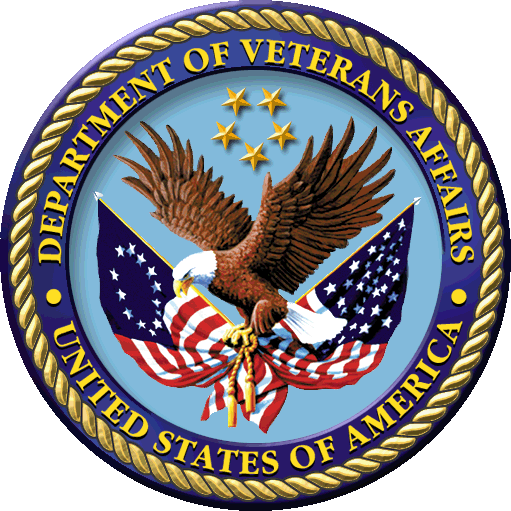 DEPARTMENT OF VETERANS AFFAIRS
UNITED STATES OF AMERICA